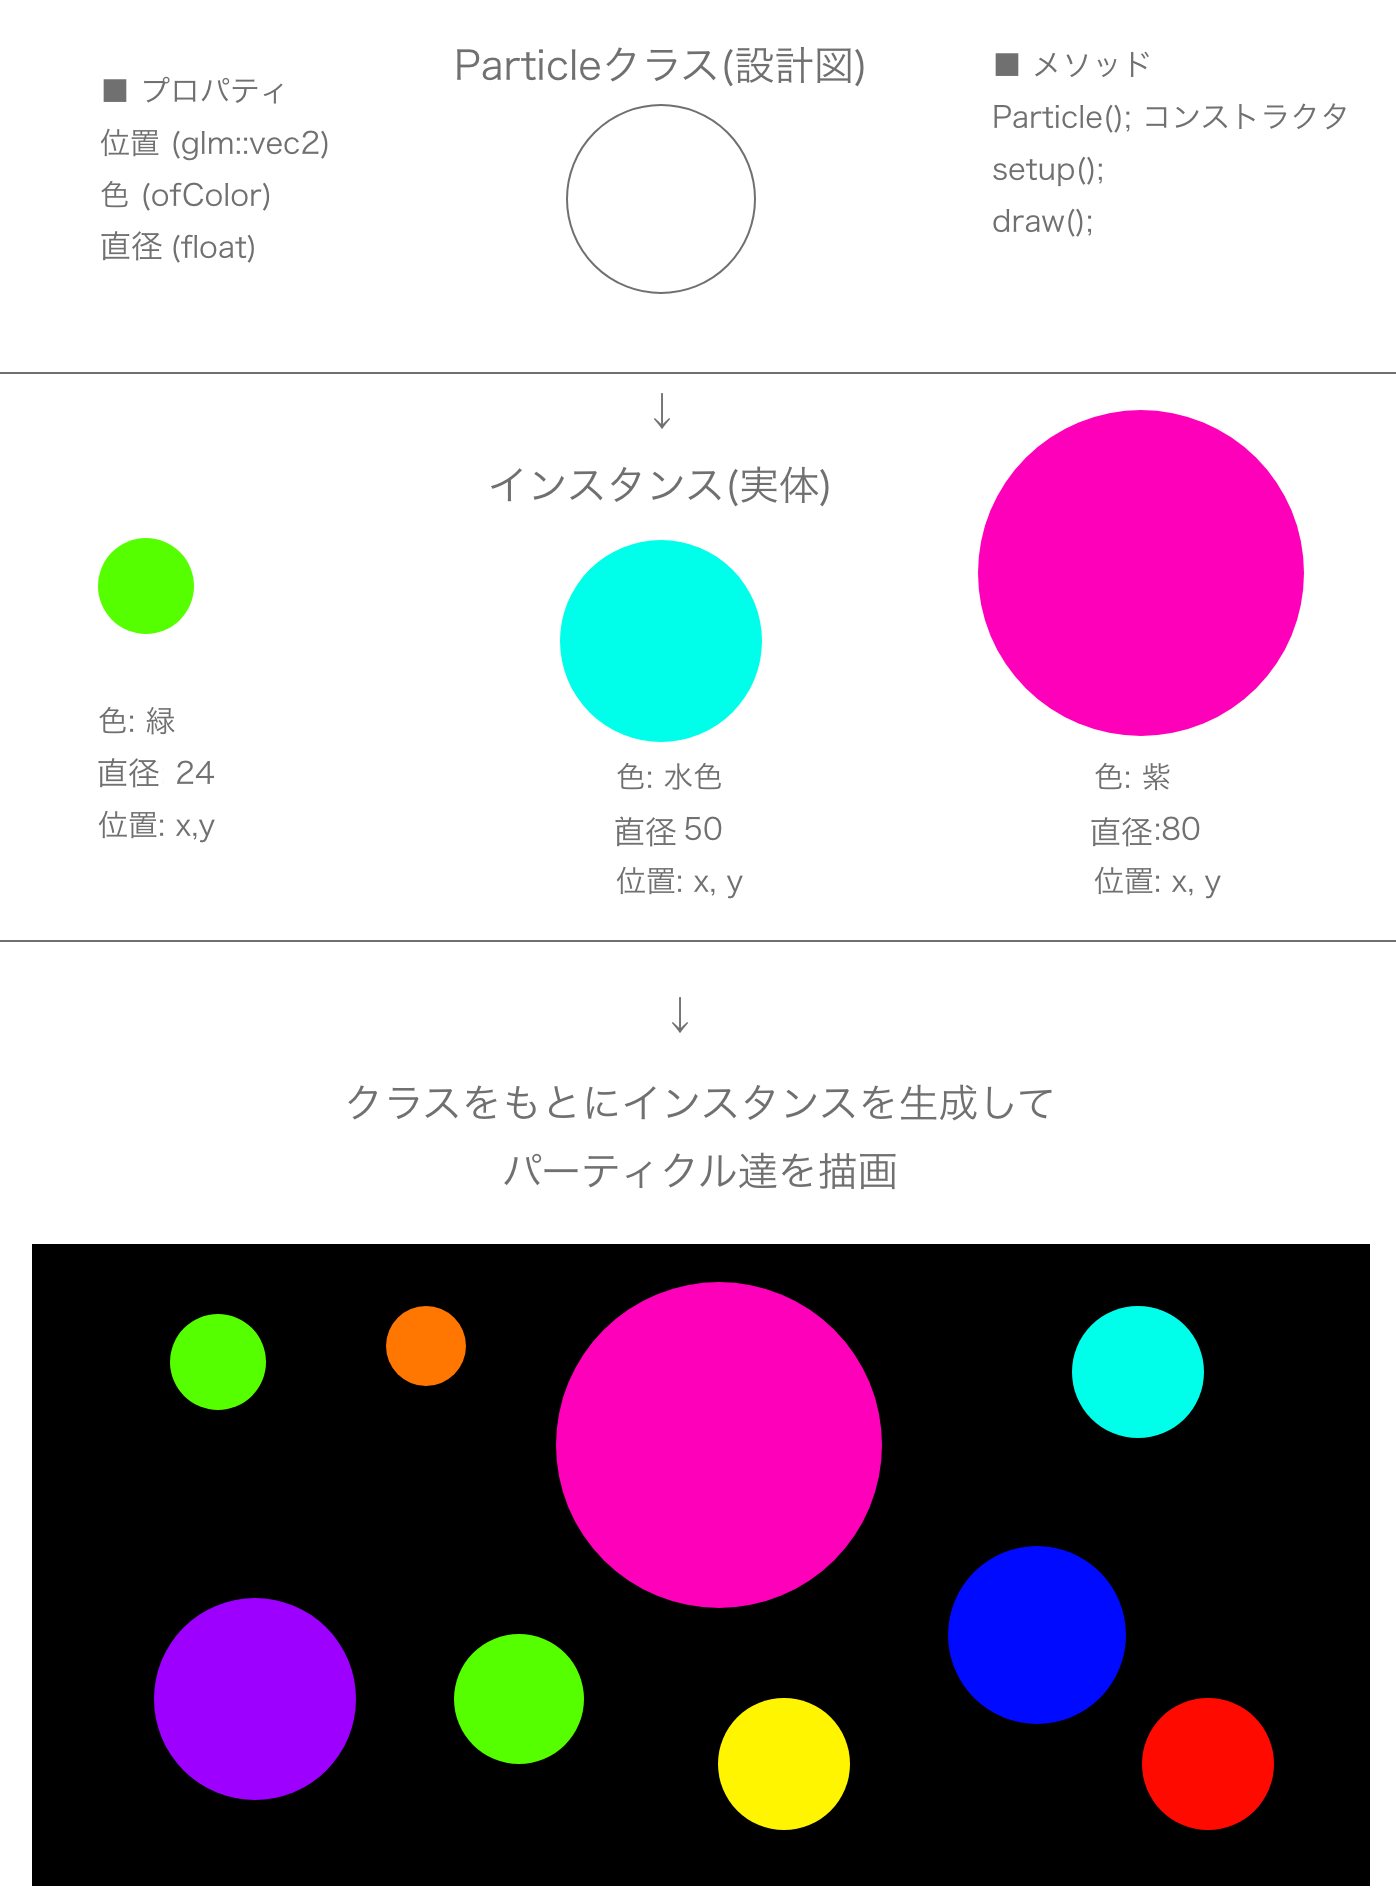 Particleクラス(設計図)
■ プロパティ
位置 (glm::vec2)
色 (ofColor)
直径 (float)
■ メソッド
Particle(); コンストラクタ
setup();
draw();
↓
インスタンス(実体)
色: 緑
直径 24
位置: x,y
色: 水色
直径 50
位置: x, y
色: 紫
直径:80
位置: x, y
↓
クラスをもとにインスタンスを生成して
パーティクル達を描画